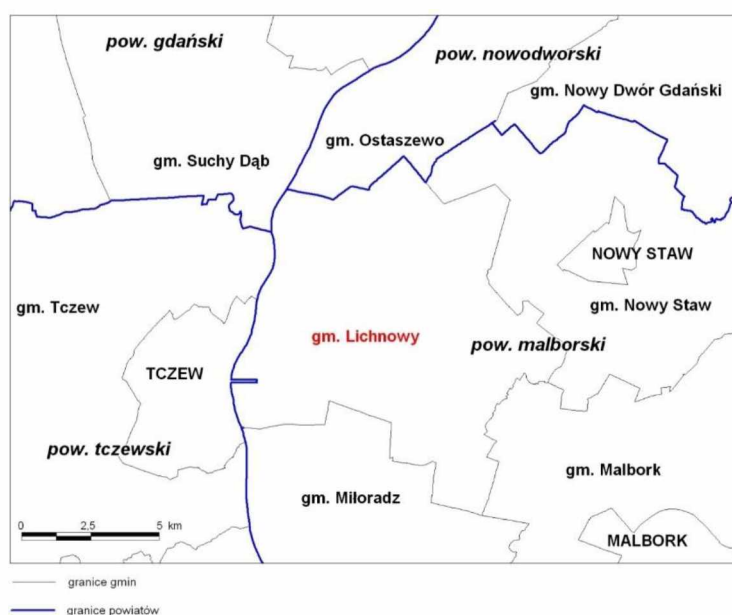 pow. gdański
pow. nowodworski
gm. Nowy Dwór Gdański
gm. Ostaszewo
gm. Suchy Dąb
NOWY STAW
gm. Tczew
gm. Nowy Staw
gm. Lichnowy
pow. malborski
TCZEW
pow. tczewski
gm. Malbork
gm. Miłoradz
0 2,5 5 km
MALBORK
granice gmin
granice powiatów